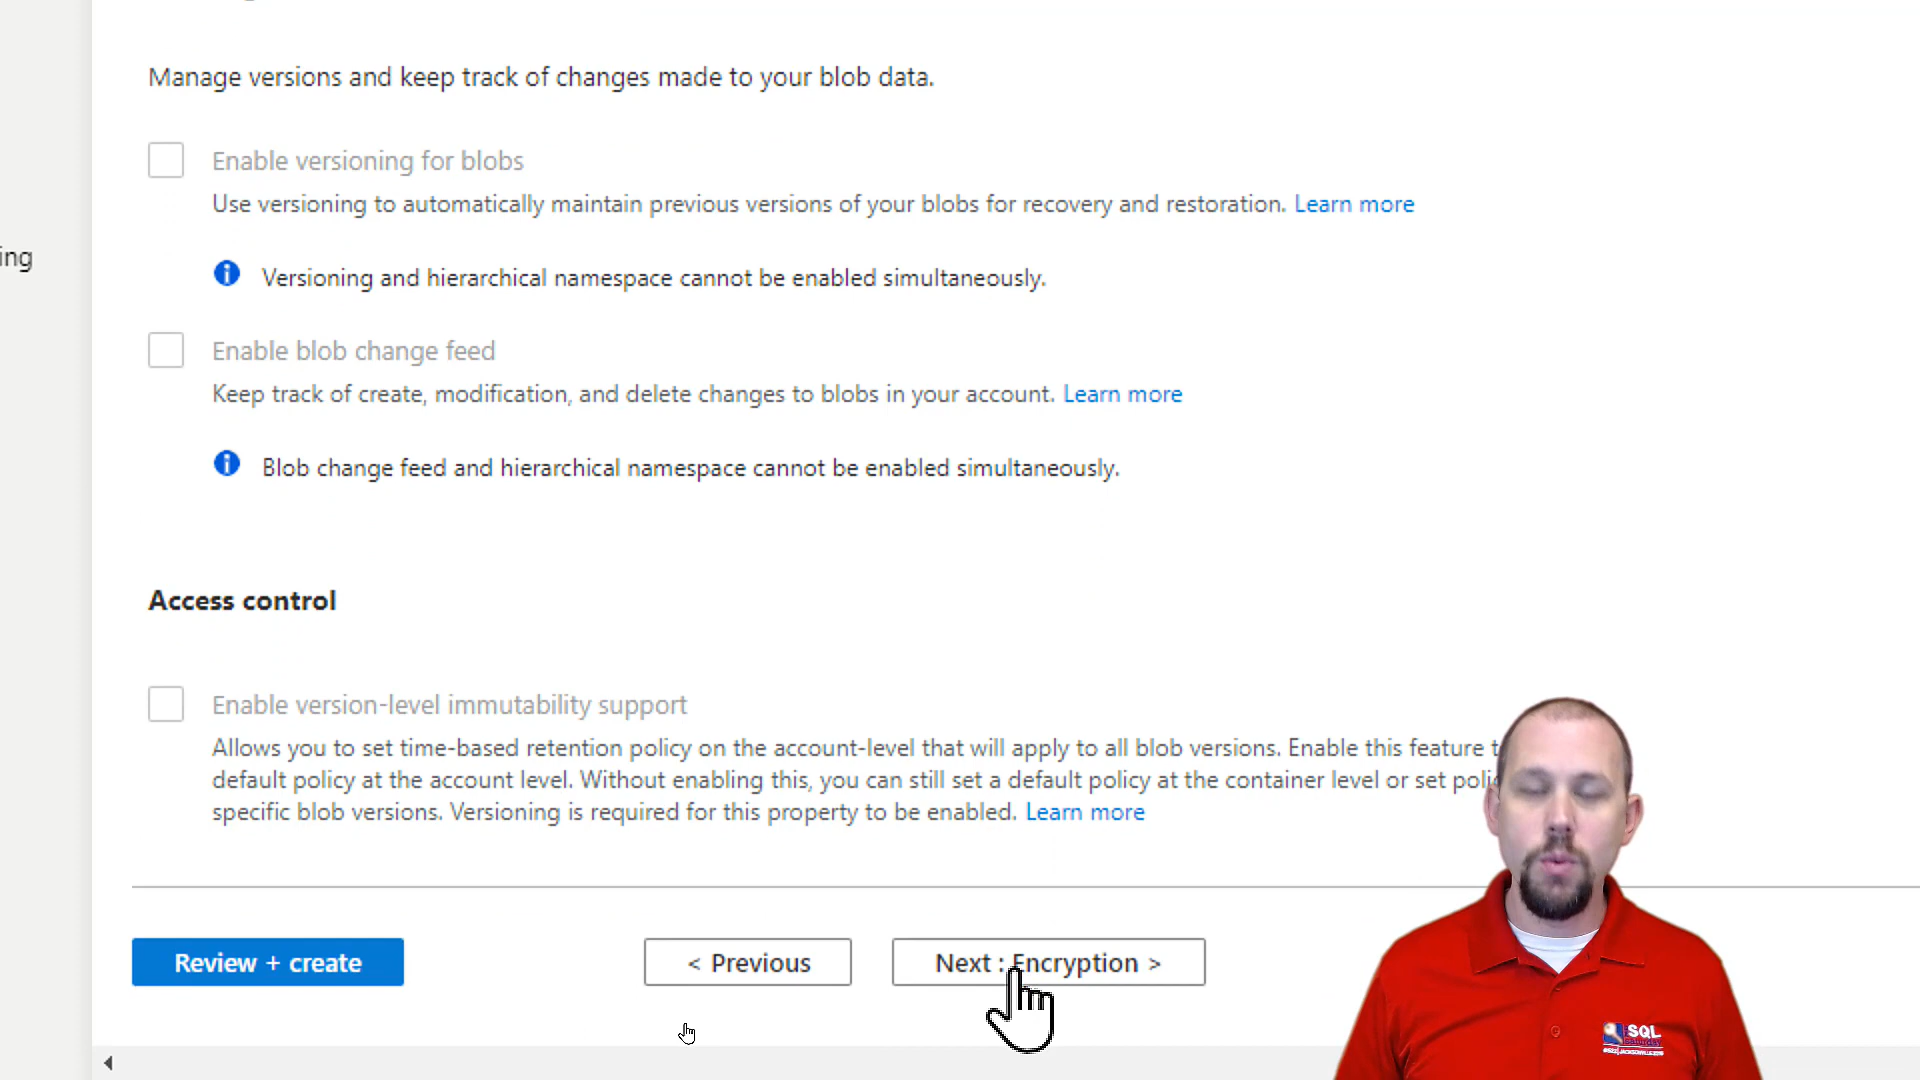 Manage versions and keep track of changes made to your blob data.
Enable versioning for blobs
Use versioning to automatically maintain previous versions of your blobs for recovery and restoration. Learn more
ing
Versioning and hierarchical namespace cannot be enabled simultaneously.
Enable blob change feed
Keep track of create, modification, and delete changes to blobs in your account. Learn more
Blob change feed and hierarchical namespace cannot be enabled simultaneously.
Access control
Enable version-level immutability support
Allows you to set time-based retention policy on the account-level that will apply to all blob versions. Enable this feature t
default policy at the account level. Without enabling this, you can still set a default policy at the container level or set poli
specific blob versions. Versioning is required for this property to be enabled. Learn more
Review + create
< Previous
Next : Encryption >
SQL